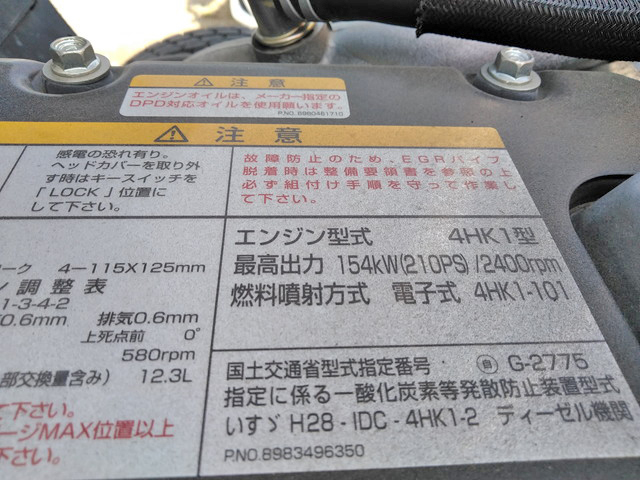 注意
エンジンオイルは、メーカー指定の
DPD対応オイルを使用願います。
P.NO.8980461710
注意
感電の恐れ有り。
ヘッドカバーを取り外
す時はキースイッチを
「LOCK」位置に
して下さい。
故障防止のため、EGRパイプ
脱着時は整備要領書を参照の上
必ず組付け手順を守って作業し
て下さい。
ーク 4-115X125mm
ン調整表
1-3-4-2
0.6mm 排気0.6mm
上死点前 0°
580rpm
部交換量含み) 12.3L
て下さい。
ージMAX位置以上
さい。
エンジン型式 4HK1型
最高出力 154kW(210PS)/2400rpm
燃料噴射方式 電子式 4HK1-101
国土交通省型式指定番号 自 G-2775
指定に係る一酸化炭素等発散防止装置型式
いすゞ H28-IDC-4HK1-2 ディーゼル機関
P.NO.8983496350